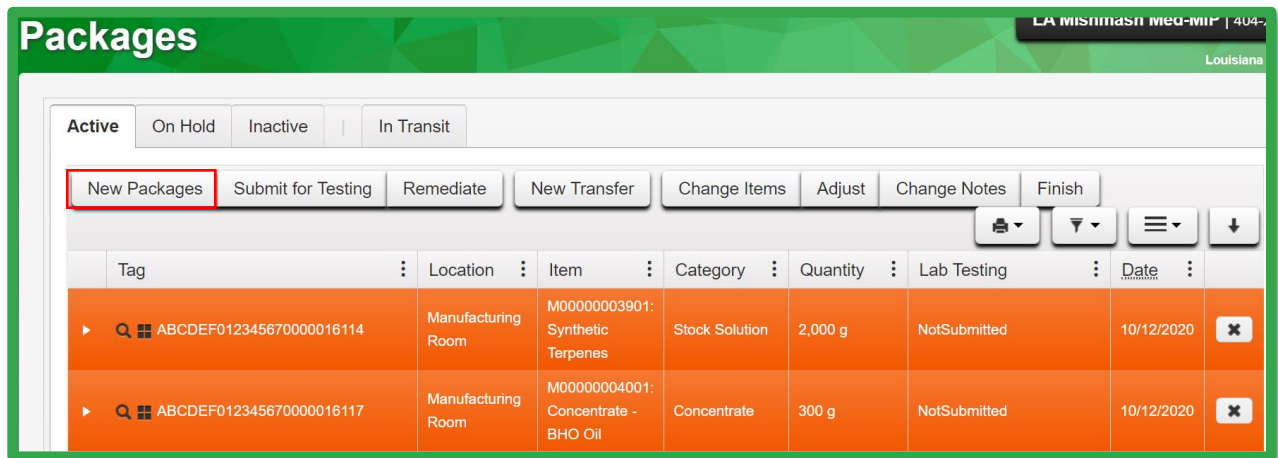 Packages
LA Mishmash Med-MIP | 404-
Louisiana
Active On Hold Inactive | In Transit
New Packages Submit for Testing Remediate New Transfer Change Items Adjust Change Notes Finish
Tag Location Item Category Quantity Lab Testing Date
ABCDEF012345670000016114 Manufacturing Room M00000003901: Synthetic Terpenes Stock Solution 2,000 g NotSubmitted 10/12/2020
ABCDEF012345670000016117 Manufacturing Room M00000004001: Concentrate - BHO Oil Concentrate 300 g NotSubmitted 10/12/2020